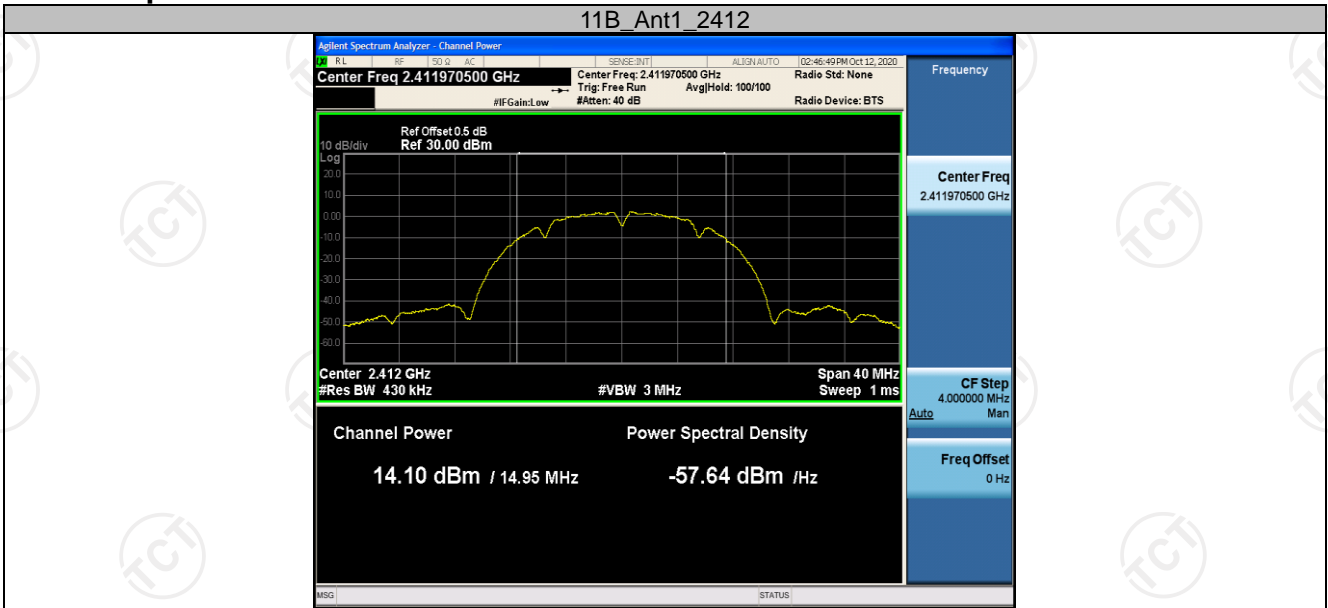 11B_Ant1_2412
Agilent Spectrum Analyzer - Channel Power
RL RF 50 Ω AC SENSE:INT ALIGN AUTO 02:46:49 PM Oct 12, 2020
Center Freq 2.411970500 GHz
Center Freq: 2.411970500 GHz
Radio Std: None
Trig: Free Run
Avg|Hold: 100/100
#IFGain:Low
#Atten: 40 dB
Radio Device: BTS
Frequency
Ref Offset 0.5 dB
10 dB/div
Ref 30.00 dBm
Log
20.0
10.0
0.00
-10.0
-20.0
-30.0
-40.0
-50.0
-60.0
Center 2.412 GHz
Span 40 MHz
#Res BW 430 kHz
#VBW 3 MHz
Sweep 1 ms
Channel Power
Power Spectral Density
14.10 dBm / 14.95 MHz
-57.64 dBm /Hz
Center Freq
2.411970500 GHz
CF Step
4.000000 MHz
Auto Man
Freq Offset
0 Hz
MSG
STATUS
TCT
TCT
TCT
TCT